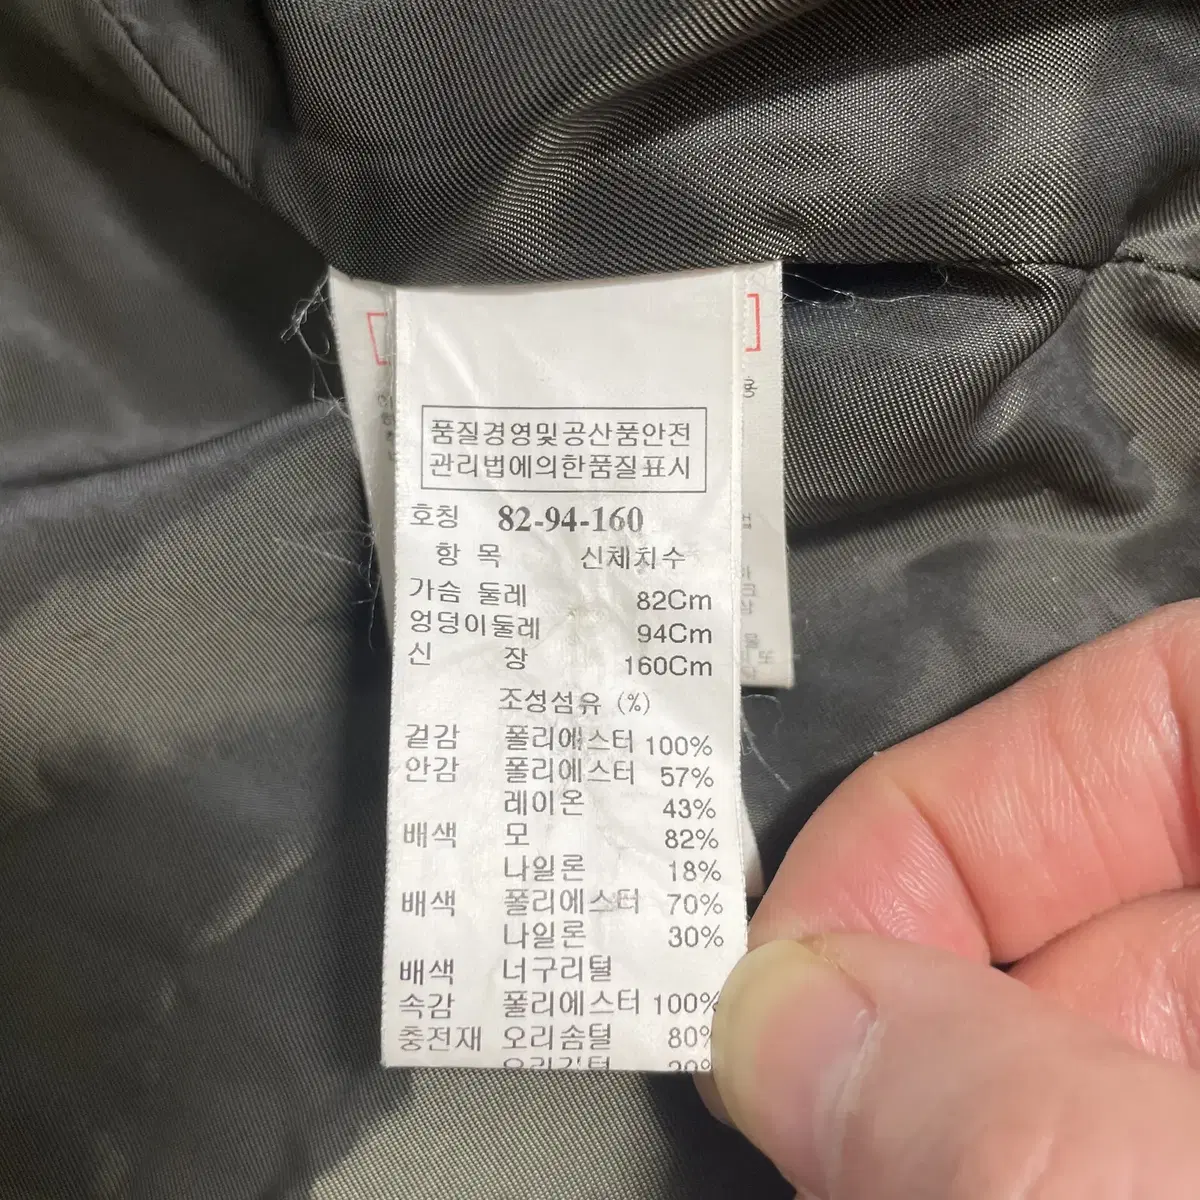 품질경영및공산품안전
관리법에의한품질표시
호칭 82-94-160
항 목 신체치수
가슴 둘레 82Cm
엉덩이둘레 94Cm
신 장 160Cm
조성섬유 (%)
겉감 폴리에스터 100%
안감 폴리에스터 57%
레이온 43%
배색 모 82%
나일론 18%
배색 폴리에스터 70%
나일론 30%
배색 너구리털
속감 폴리에스터 100%
충전재 오리솜털 80%